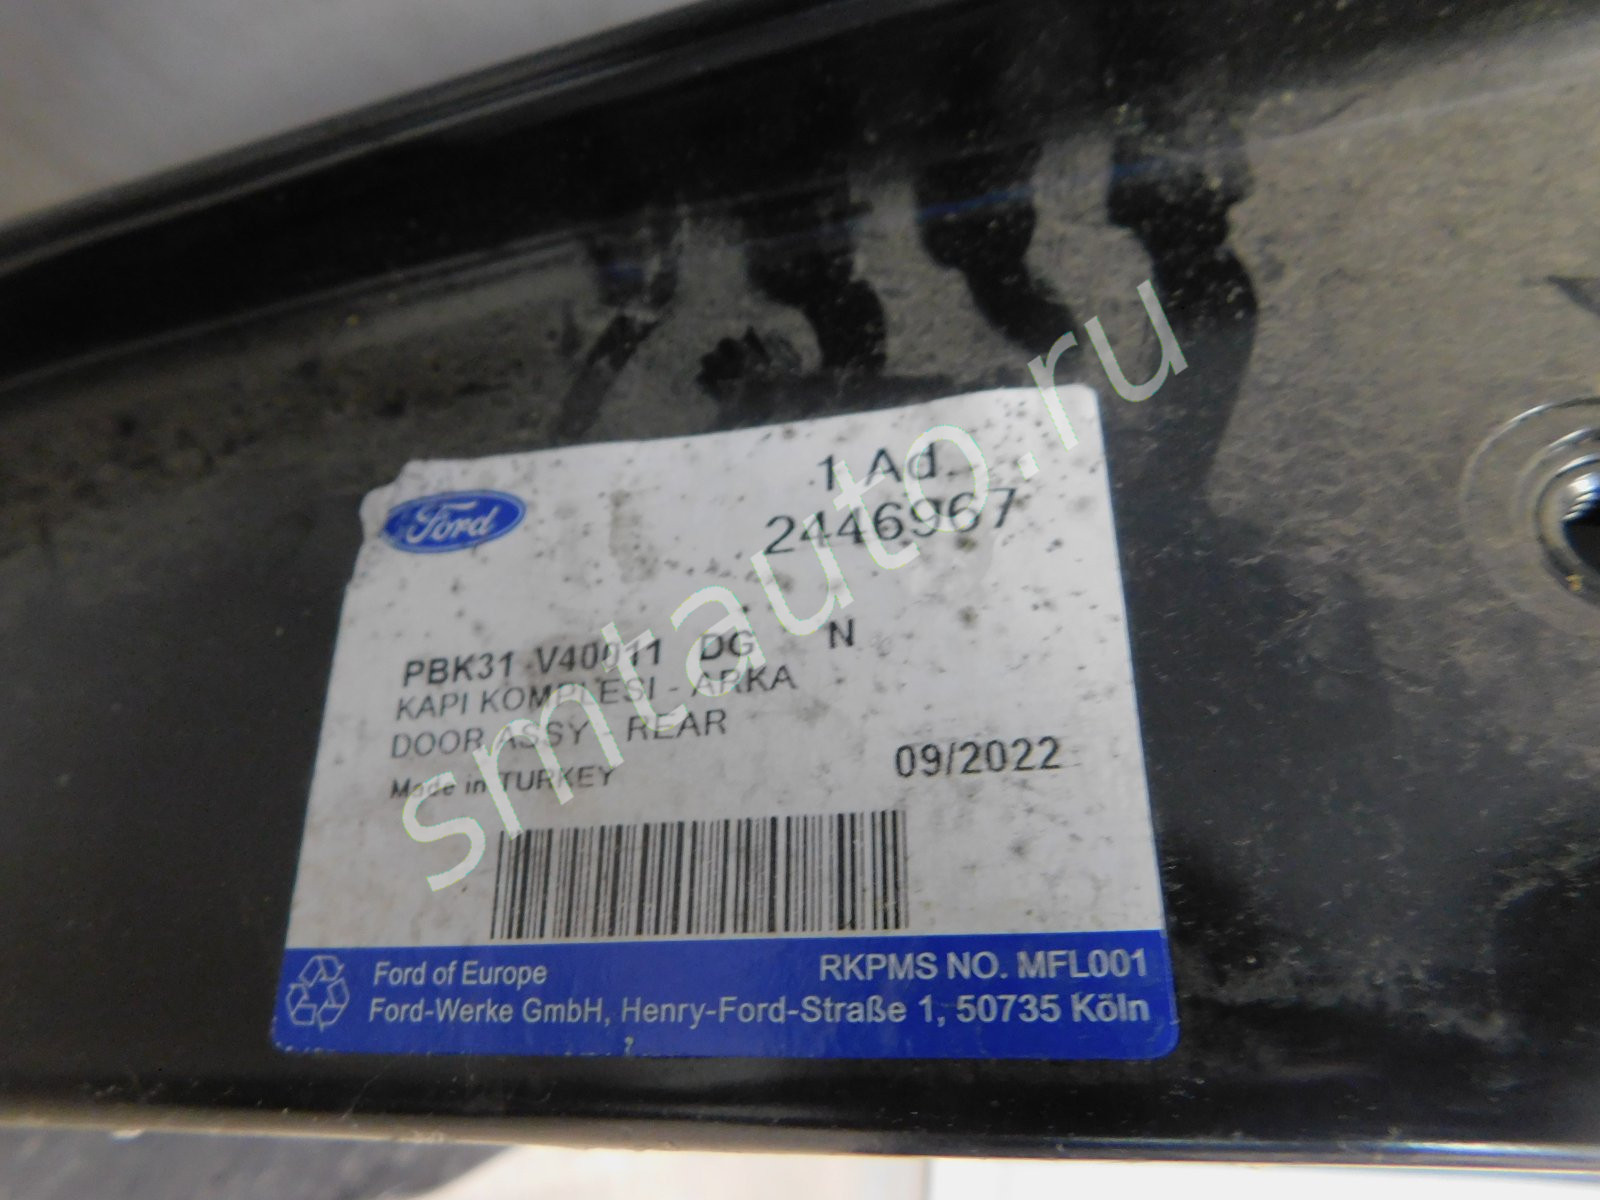 Ford
1 Ad
2446967
PBK31 V40011 DG N
KAPI KOMPLESI - ARKA
DOOR ASSY - REAR
Made in TURKEY
09/2022
Ford of Europe
RKPMS NO. MFL001
Ford-Werke GmbH, Henry-Ford-Straße 1, 50735 Köln
smtauto.ru